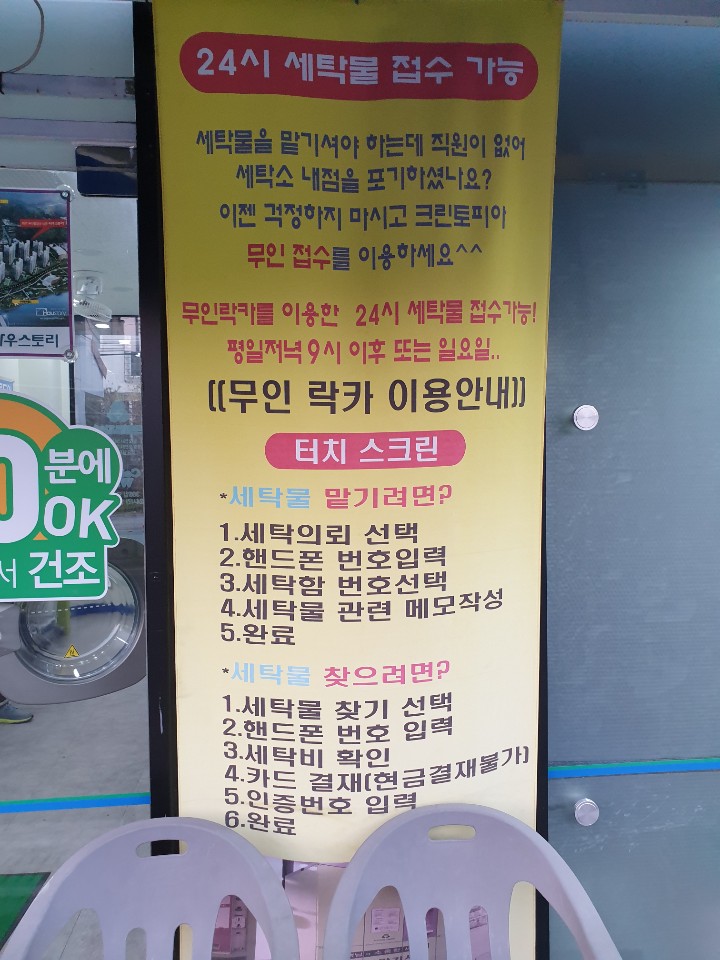 24시 세탁물 접수 가능
세탁물을 맡기셔야 하는데 직원이 없어
세탁소 내점을 포기하셨나요?
이젠 걱정하지 마시고 크린토피아
무인 접수를 이용하세요^^
무인락카를 이용한 24시 세탁물 접수가능!
평일저녁 9시 이후 또는 일요일..
[[무인 락카 이용안내]]
터치 스크린
*세탁물 맡기려면?
1.세탁의뢰 선택
2.핸드폰 번호입력
3.세탁함 번호선택
4.세탁물 관련 메모작성
5.완료
*세탁물 찾으려면?
1.세탁물 찾기 선택
2.핸드폰 번호 입력
3.세탁비 확인
4.카드 결재(현금결재불가)
5.인증번호 입력
6.완료
우스토리
0분에
OK
서 건조